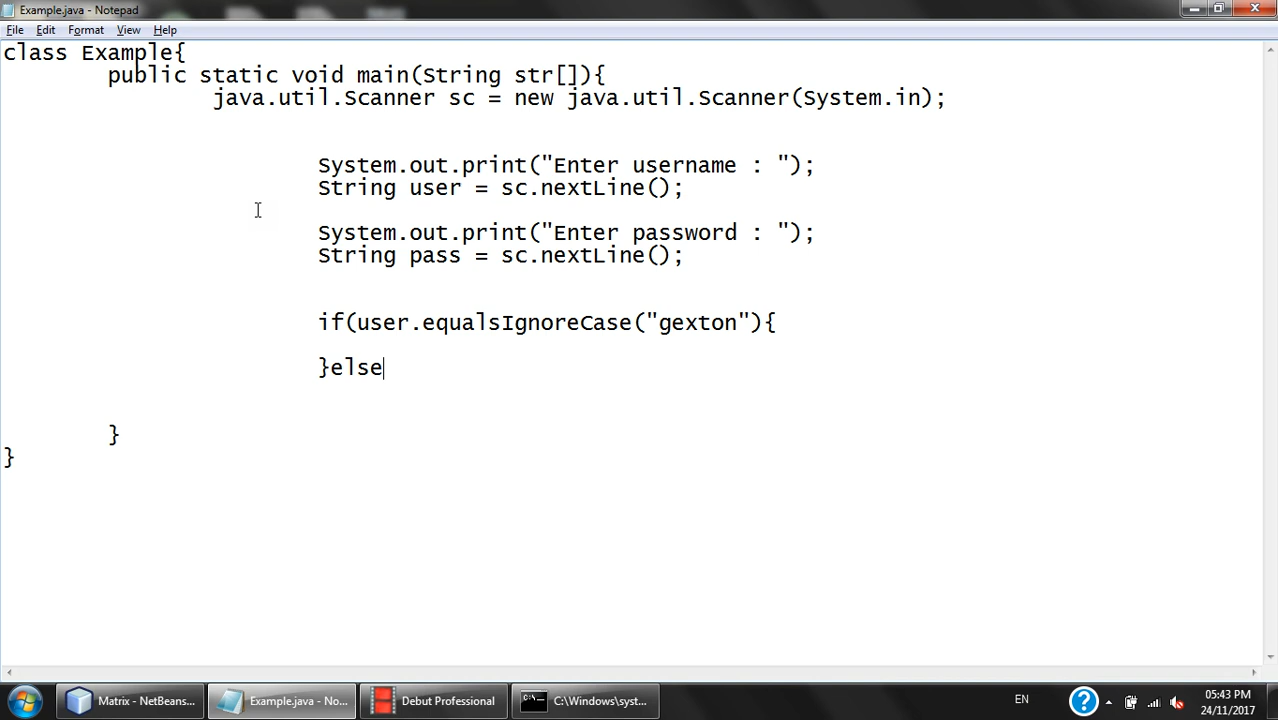 Example.java - Notepad
File Edit Format View Help
class Example{
public static void main(String str[]){
java.util.Scanner sc = new java.util.Scanner(System.in);
System.out.print("Enter username : ");
String user = sc.nextLine();
System.out.print("Enter password : ");
String pass = sc.nextLine();
if(user.equalsIgnoreCase("gexton"){
}else
}
}
Matrix - NetBeans... Example.java - No... Debut Professional C:\Windows\syst... EN 05:43 PM
24/11/2017